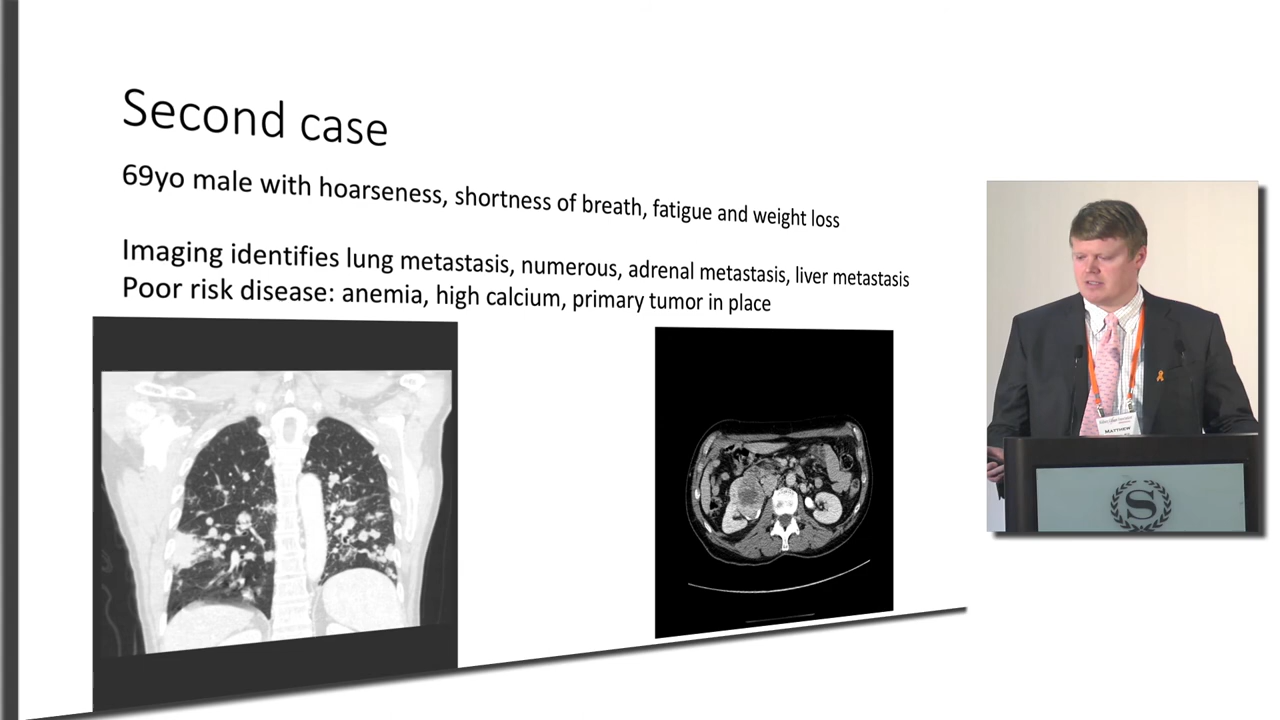 Second case
69yo male with hoarseness, shortness of breath, fatigue and weight loss
Imaging identifies lung metastasis, numerous, adrenal metastasis, liver metastasis
Poor risk disease: anemia, high calcium, primary tumor in place
MATTHEW
S